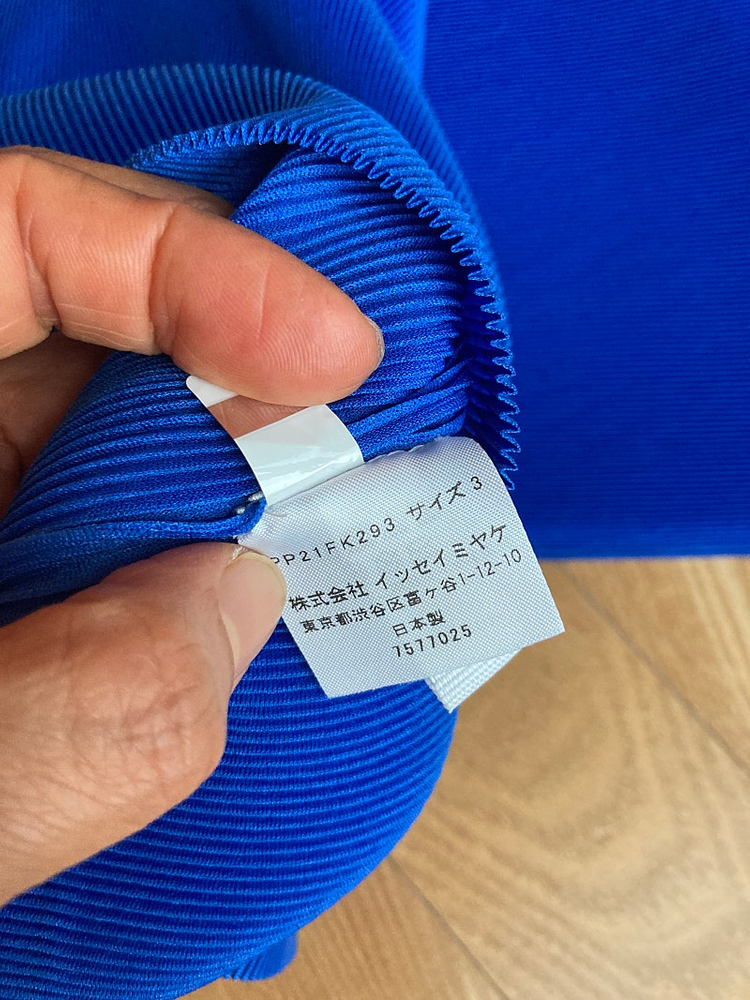 PP21FK293 サイズ3
株式会社 イッセイミヤケ
東京都渋谷区富ケ谷1-12-10
日本製
7577025